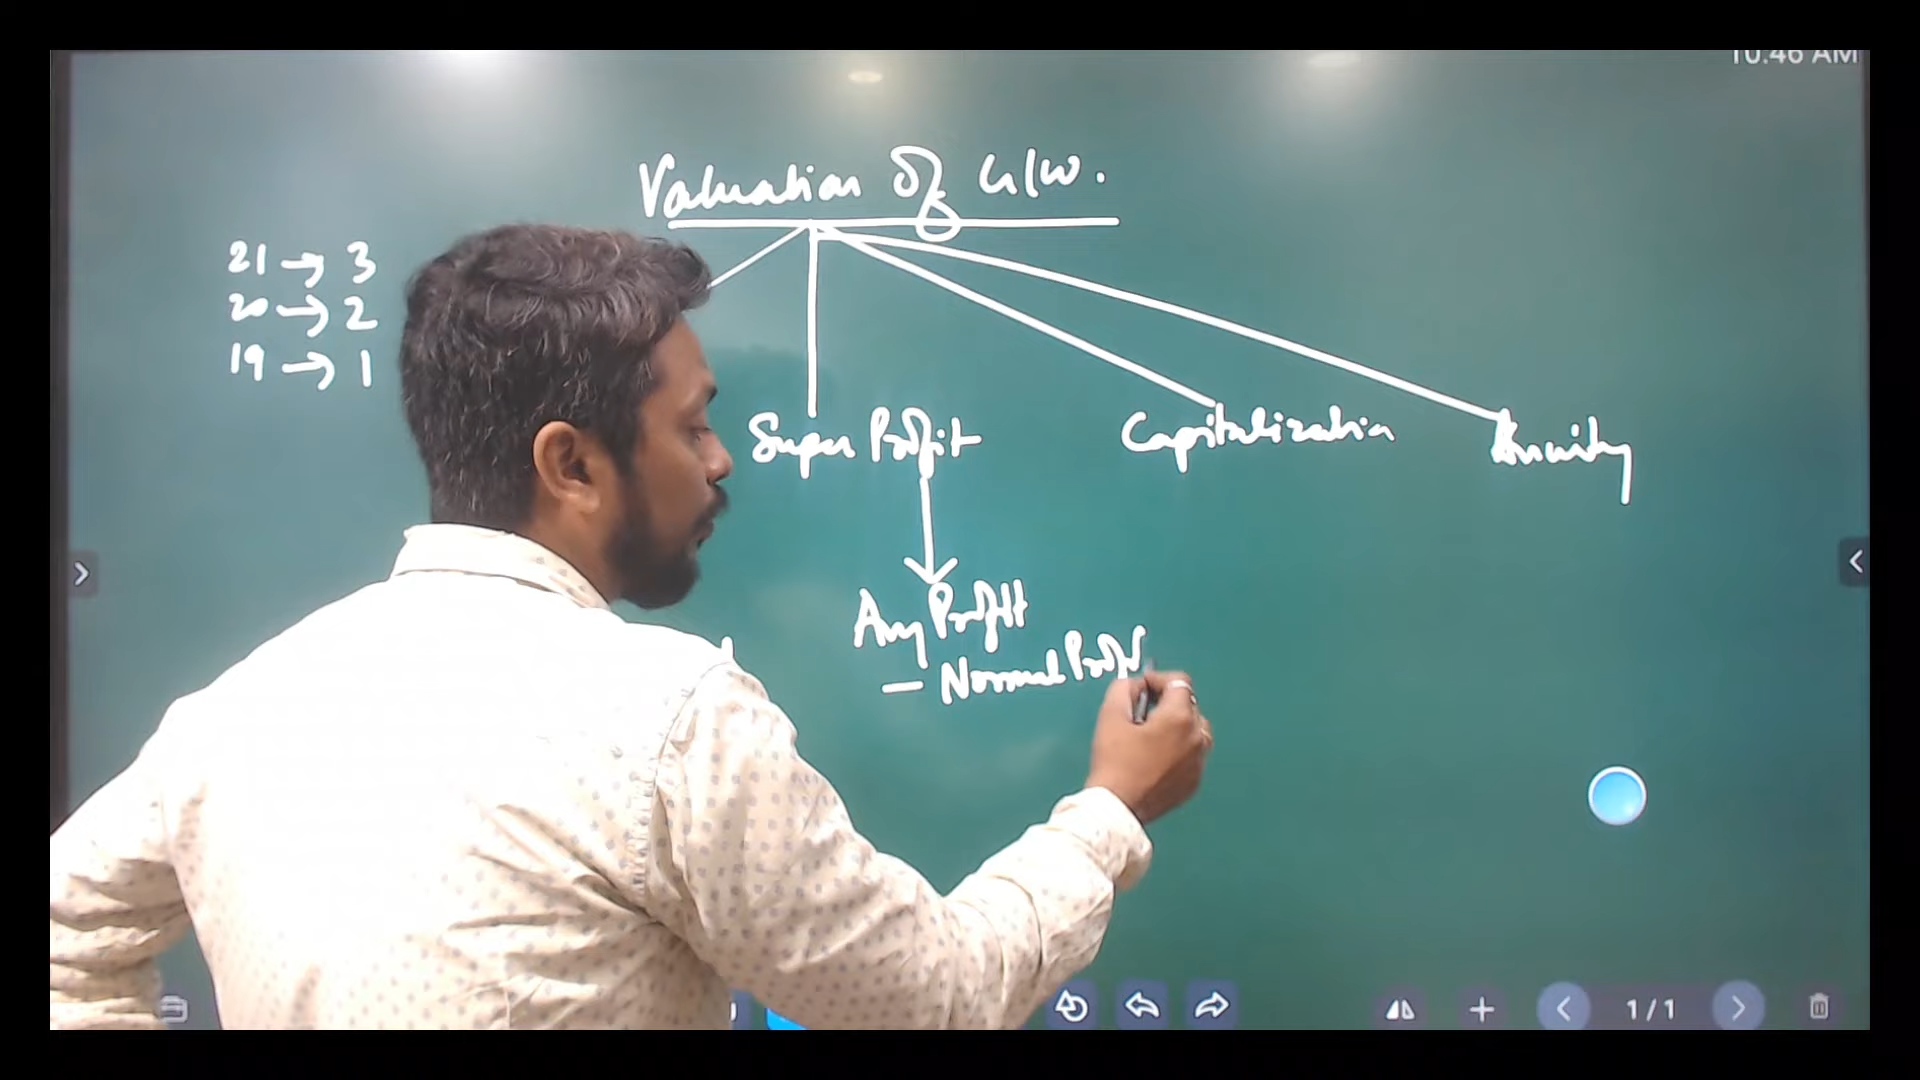 10:46 AM
Valuation of G/W.
21 → 3
20 → 2
19 → 1
Super Profit
Capitalization
Annuity
Avg Profit
— Normal Profit
1/1